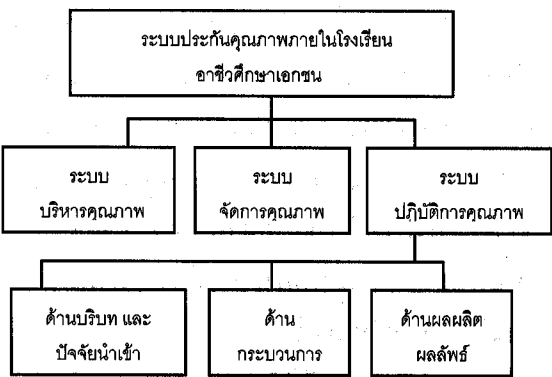 ระบบประกันคุณภาพภายในโรงเรียน
อาชีวศึกษาเอกชน
ระบบ
บริหารคุณภาพ
ระบบ
จัดการคุณภาพ
ระบบ
ปฏิบัติการคุณภาพ
ด้านบริบท และ
ปัจจัยนำเข้า
ด้าน
กระบวนการ
ด้านผลผลิต
ผลลัพธ์